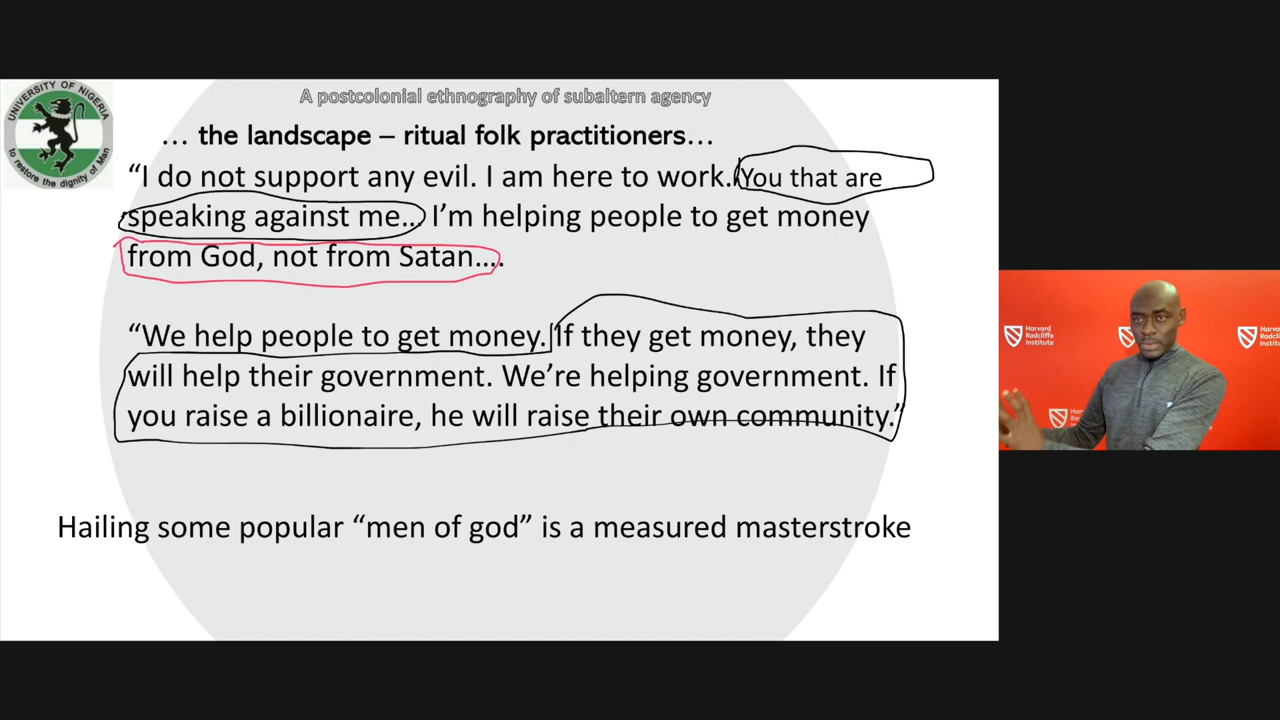 UNIVERSITY OF NIGERIA
to restore the dignity of Men
A postcolonial ethnography of subaltern agency
… the landscape – ritual folk practitioners…
“I do not support any evil. I am here to work. You that are
speaking against me… I’m helping people to get money
from God, not from Satan….
“We help people to get money. If they get money, they
will help their government. We’re helping government. If
you raise a billionaire, he will raise their own community.”
Hailing some popular “men of god” is a measured masterstroke
Harvard
Radcliffe
Institute
Harvard
Radcliffe
Institute